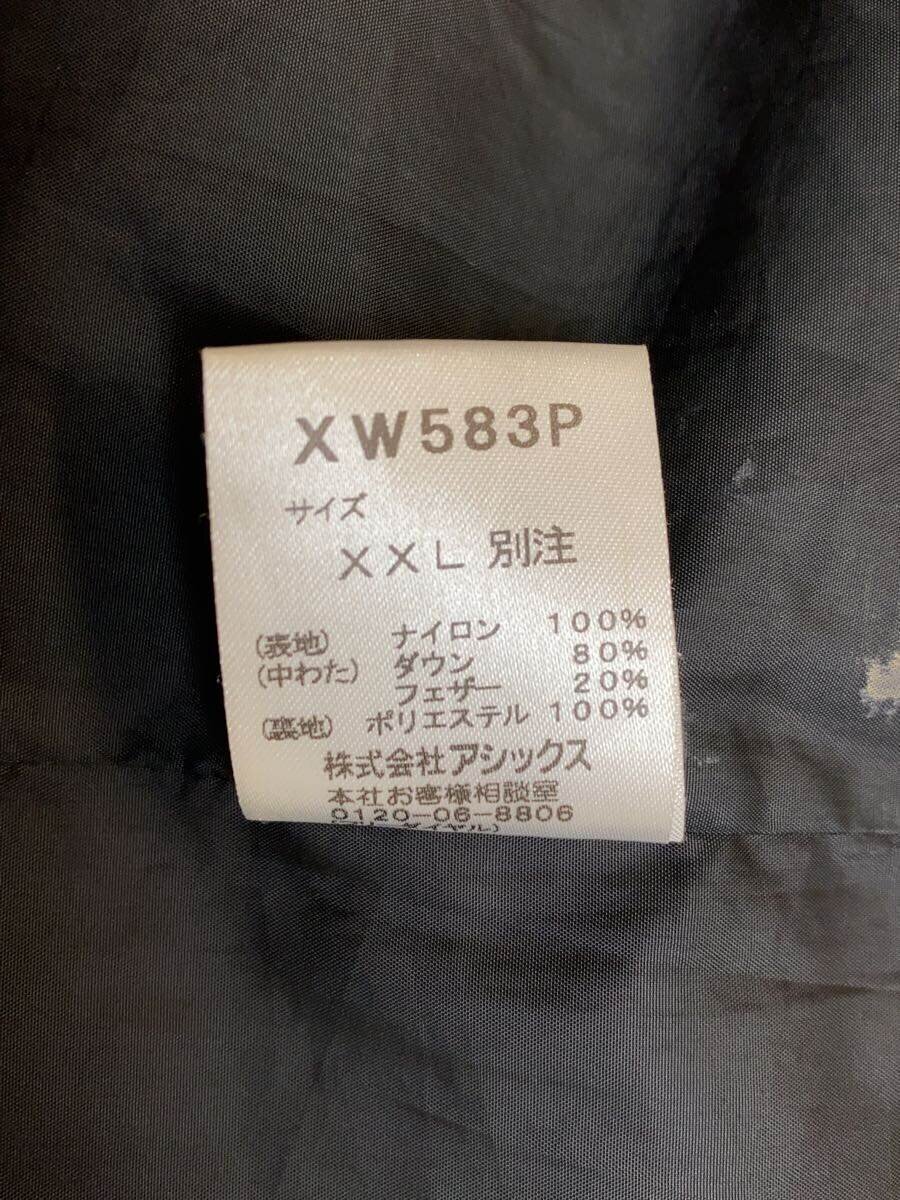 XW583P
サイズ
XXL 別注
(表地) ナイロン 100%
(中わた) ダウン 80%
フェザー 20%
(裏地) ポリエステル 100%
株式会社アシックス
本社お客様相談室
0120-06-8806